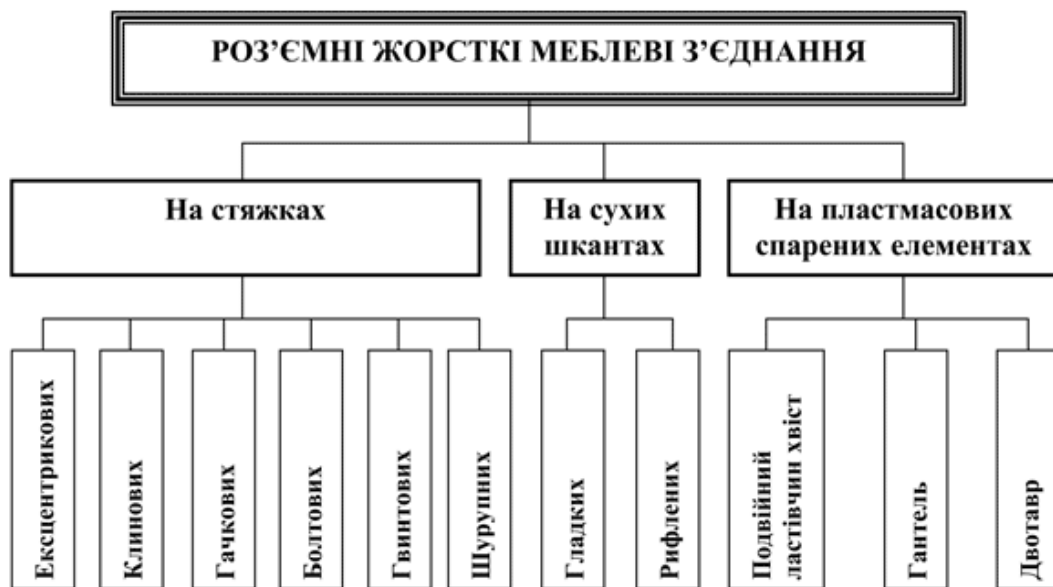 РОЗ’ЄМНІ ЖОРСТКІ МЕБЛЕВІ З’ЄДНАННЯ
На стяжках
На сухих
шкантах
На пластмасових
спарених елементах
Ексцентрикових
Клинових
Гачкових
Болтових
Гвинтових
Шурупних
Гладких
Рифлених
Подвійний
ластівчин хвіст
Гантель
Двотавр